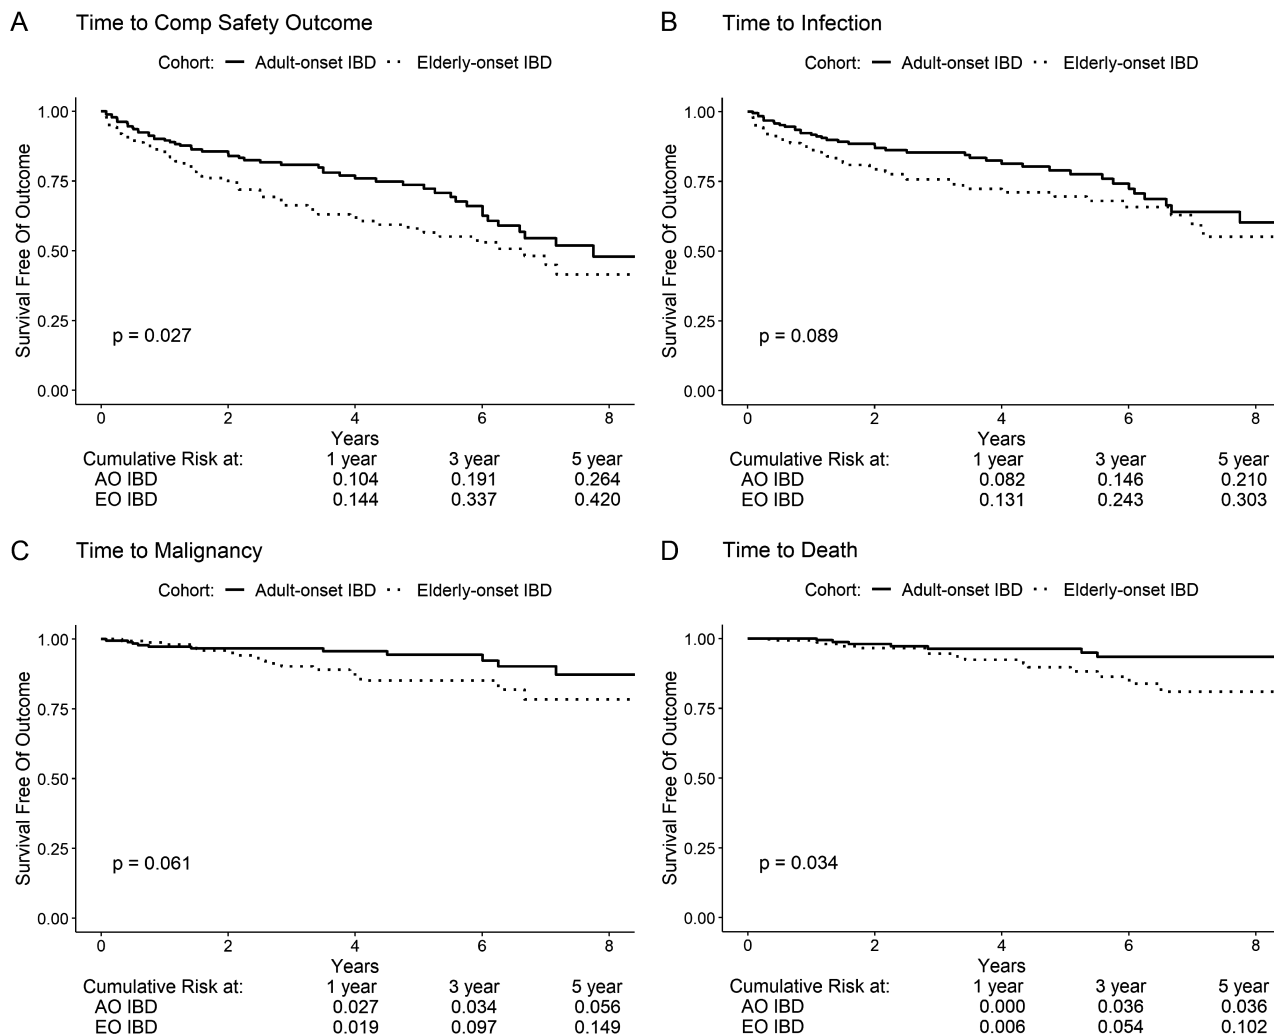 A Time to Comp Safety Outcome
Cohort: Adult-onset IBD Elderly-onset IBD
Survival Free Of Outcome
1.00
0.75
0.50
0.25
0.00
p = 0.027
0 2 4 6 8
Years
Cumulative Risk at: 1 year 3 year 5 year
AO IBD 0.104 0.191 0.264
EO IBD 0.144 0.337 0.420
B Time to Infection
Cohort: Adult-onset IBD Elderly-onset IBD
Survival Free Of Outcome
1.00
0.75
0.50
0.25
0.00
p = 0.089
0 2 4 6 8
Years
Cumulative Risk at: 1 year 3 year 5 year
AO IBD 0.082 0.146 0.210
EO IBD 0.131 0.243 0.303
C Time to Malignancy
Cohort: Adult-onset IBD Elderly-onset IBD
Survival Free Of Outcome
1.00
0.75
0.50
0.25
0.00
p = 0.061
0 2 4 6 8
Years
Cumulative Risk at: 1 year 3 year 5 year
AO IBD 0.027 0.034 0.056
EO IBD 0.019 0.097 0.149
D Time to Death
Cohort: Adult-onset IBD Elderly-onset IBD
Survival Free Of Outcome
1.00
0.75
0.50
0.25
0.00
p = 0.034
0 2 4 6 8
Years
Cumulative Risk at: 1 year 3 year 5 year
AO IBD 0.000 0.036 0.036
EO IBD 0.006 0.054 0.102